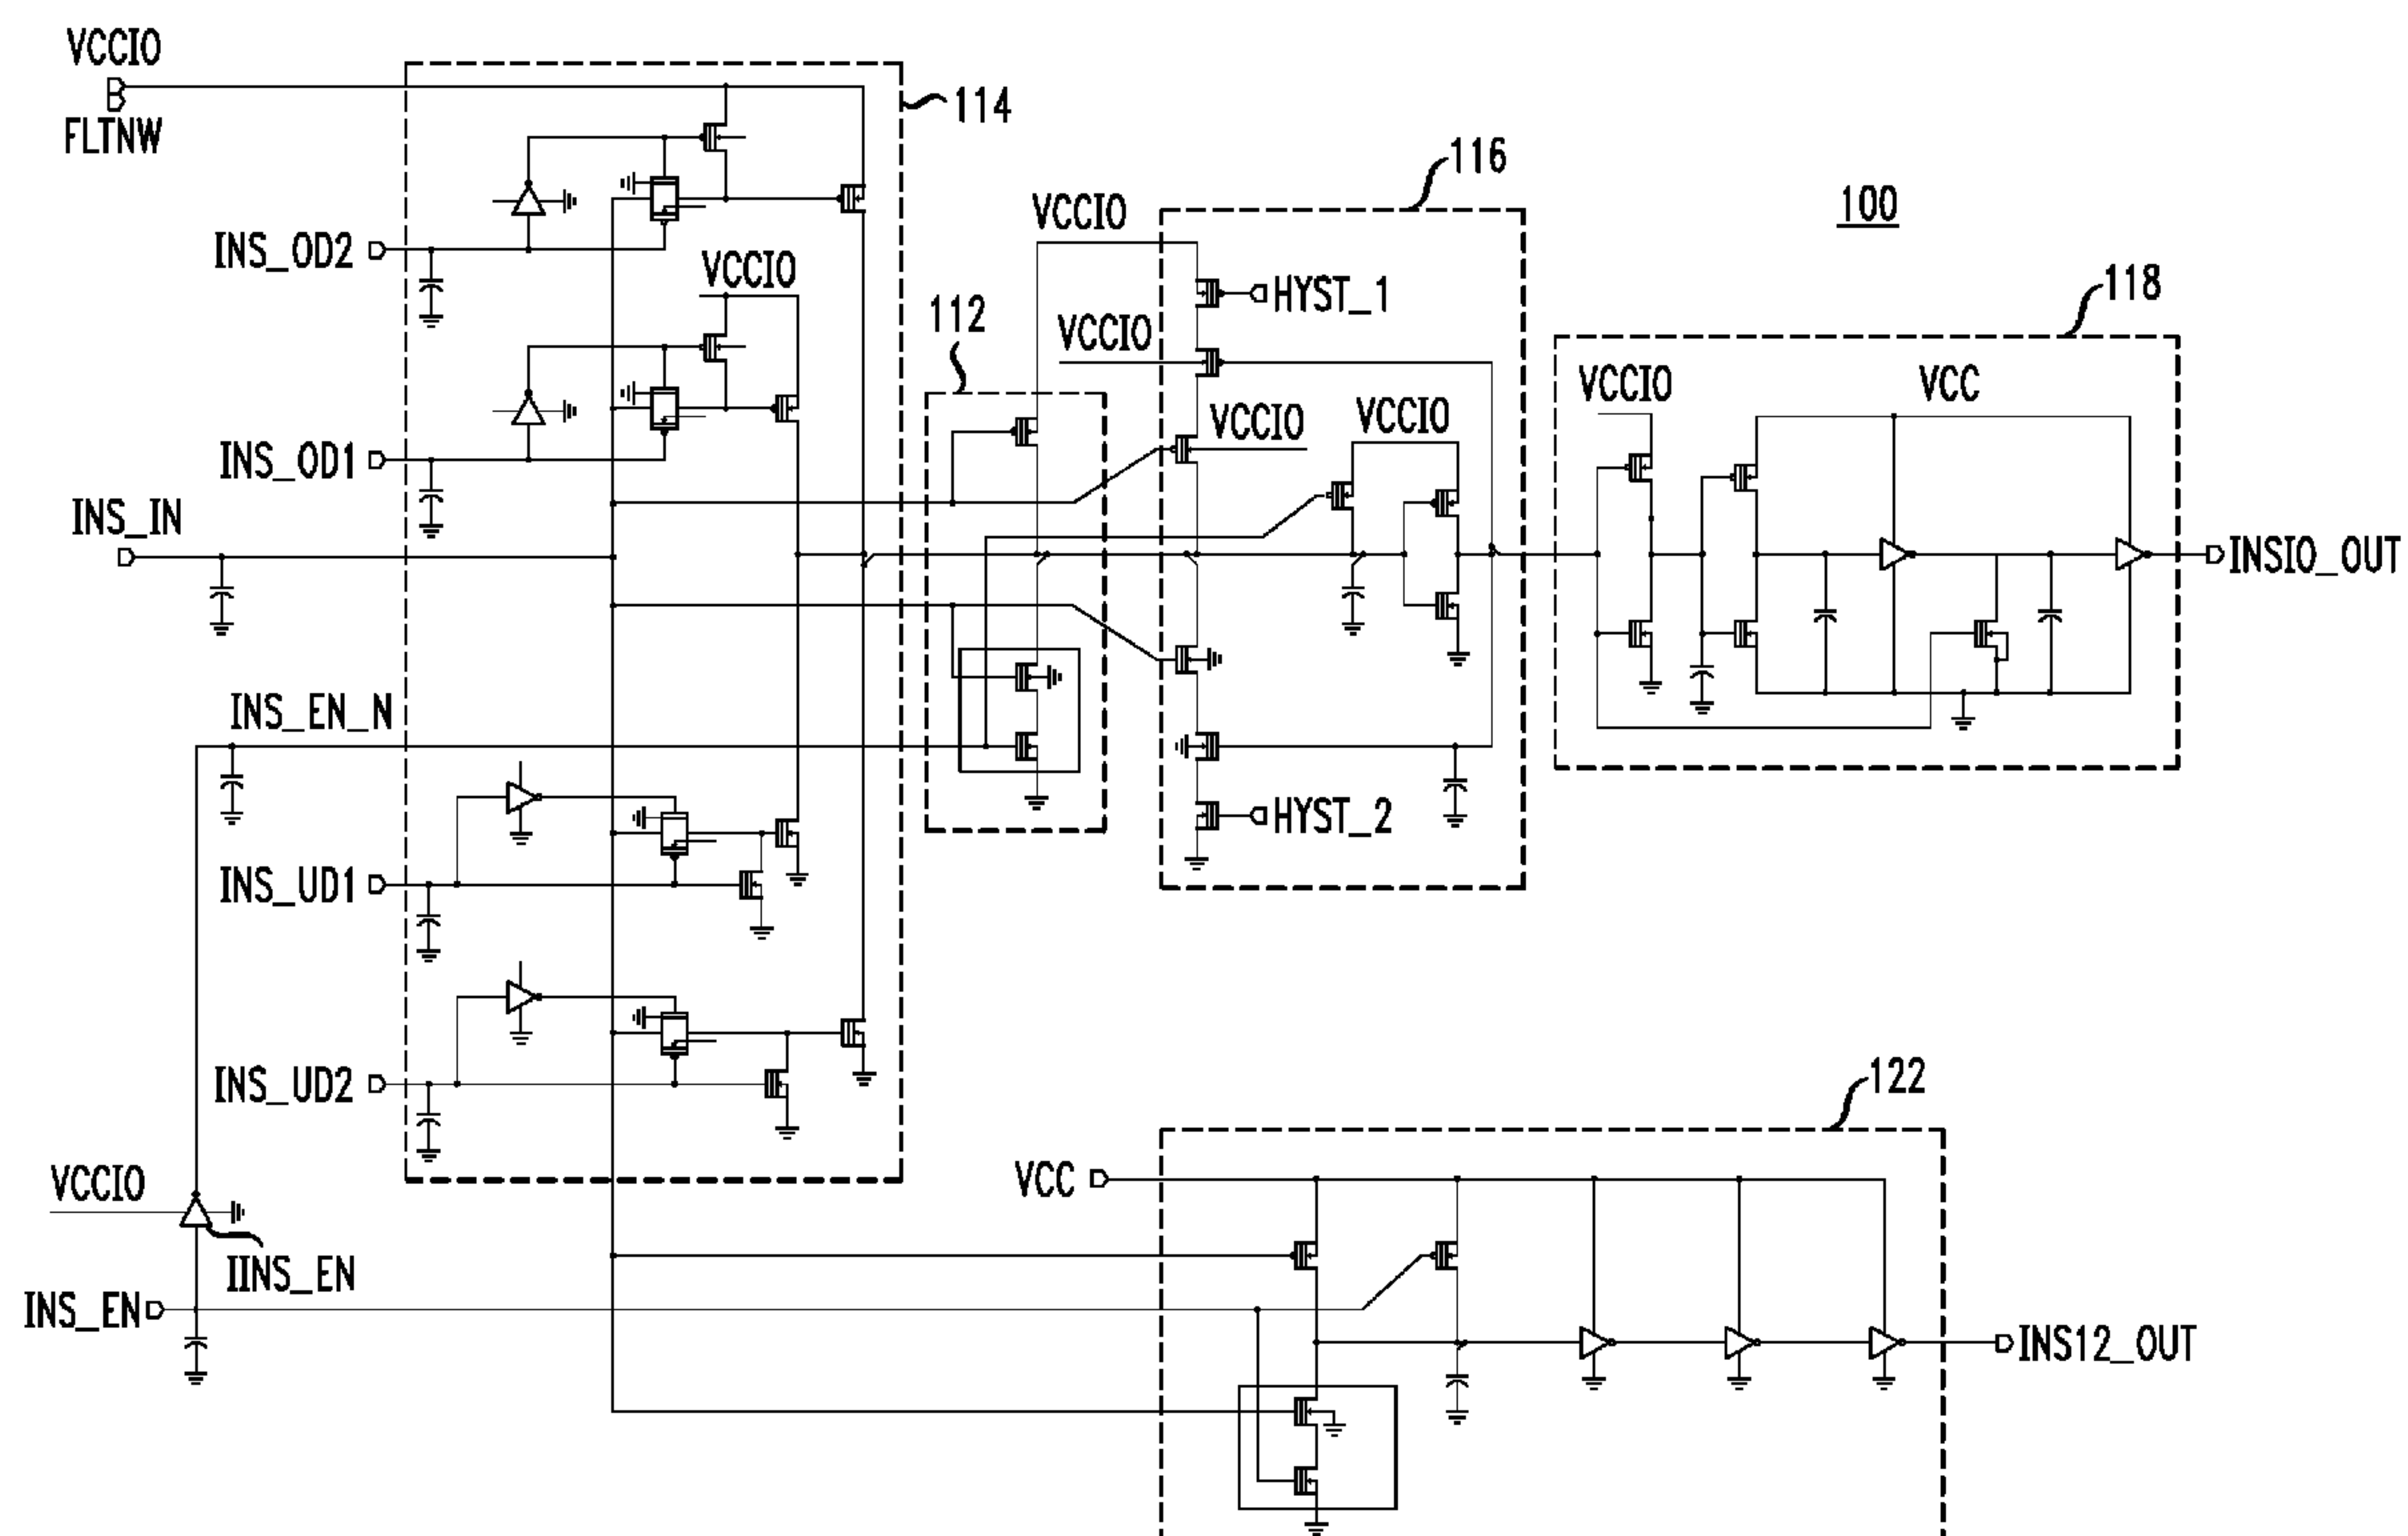 VCCIO
FLTNW
114
116
100
VCCIO
INS_OD2
VCCIO
HYST_1
118
112
VCCIO
VCCIO
VCC
VCCIO
VCCIO
INS_OD1
INS_IN
INSIO_OUT
INS_EN_N
HYST_2
INS_UD1
122
INS_UD2
VCCIO
VCC
IINS_EN
INS_EN
INS12_OUT